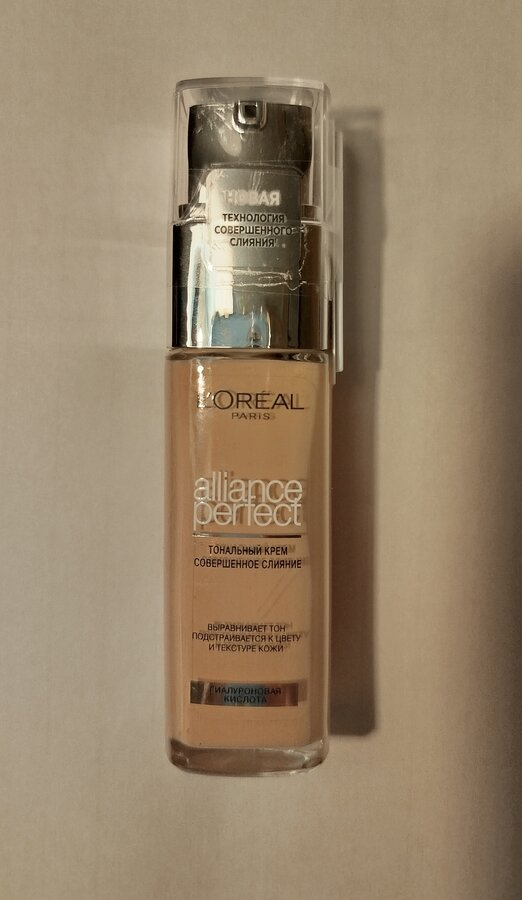 НОВАЯ
ТЕХНОЛОГИЯ
СОВЕРШЕННОГО
СЛИЯНИЯ!
L'ORÉAL
PARIS
alliance
perfect
ТОНАЛЬНЫЙ КРЕМ
СОВЕРШЕННОЕ СЛИЯНИЕ
ВЫРАВНИВАЕТ ТОН
ПОДСТРАИВАЕТСЯ К ЦВЕТУ
И ТЕКСТУРЕ КОЖИ
ГИАЛУРОНОВАЯ
КИСЛОТА